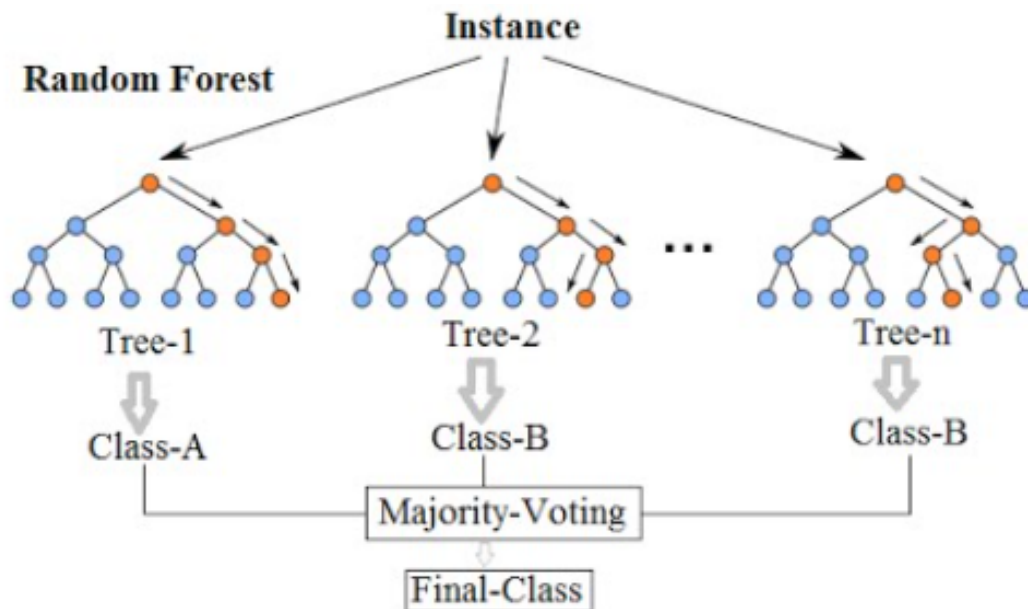 Instance
Random Forest
Tree-1
Tree-2
...
Tree-n
Class-A
Class-B
Class-B
Majority-Voting
Final-Class